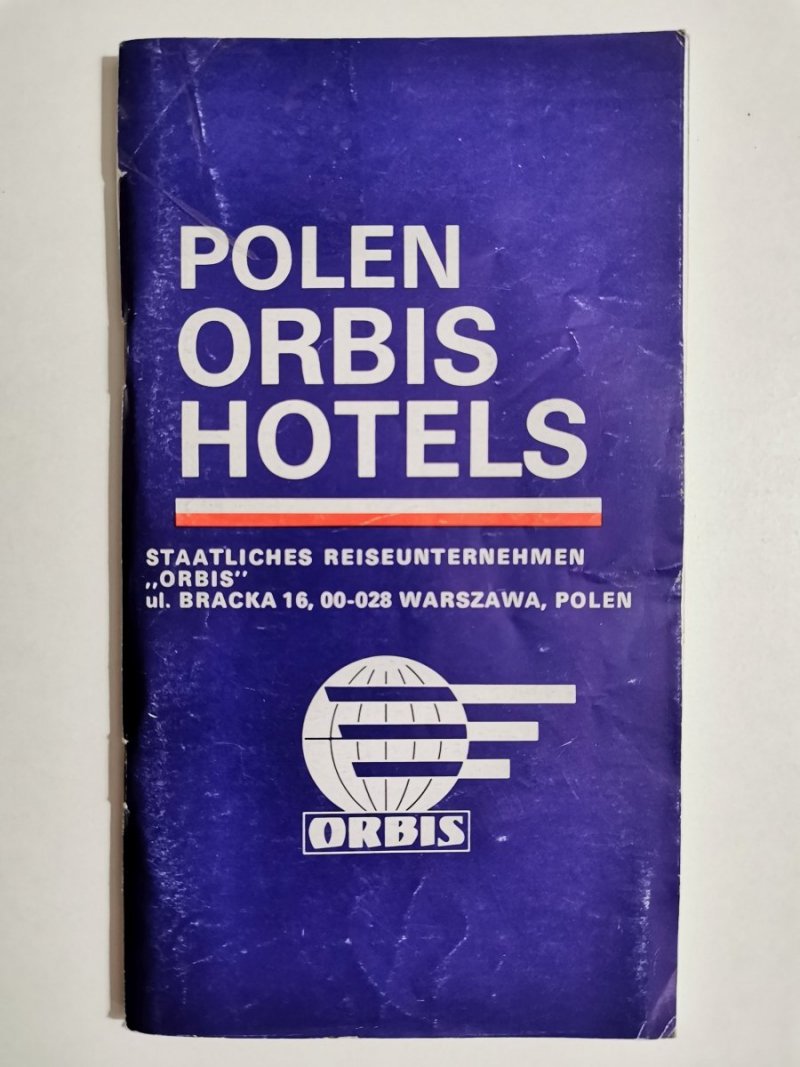 POLEN
ORBIS
HOTELS
STAATLICHES REISEUNTERNEHMEN
„ORBIS”
ul. BRACKA 16, 00-028 WARSZAWA, POLEN
ORBIS